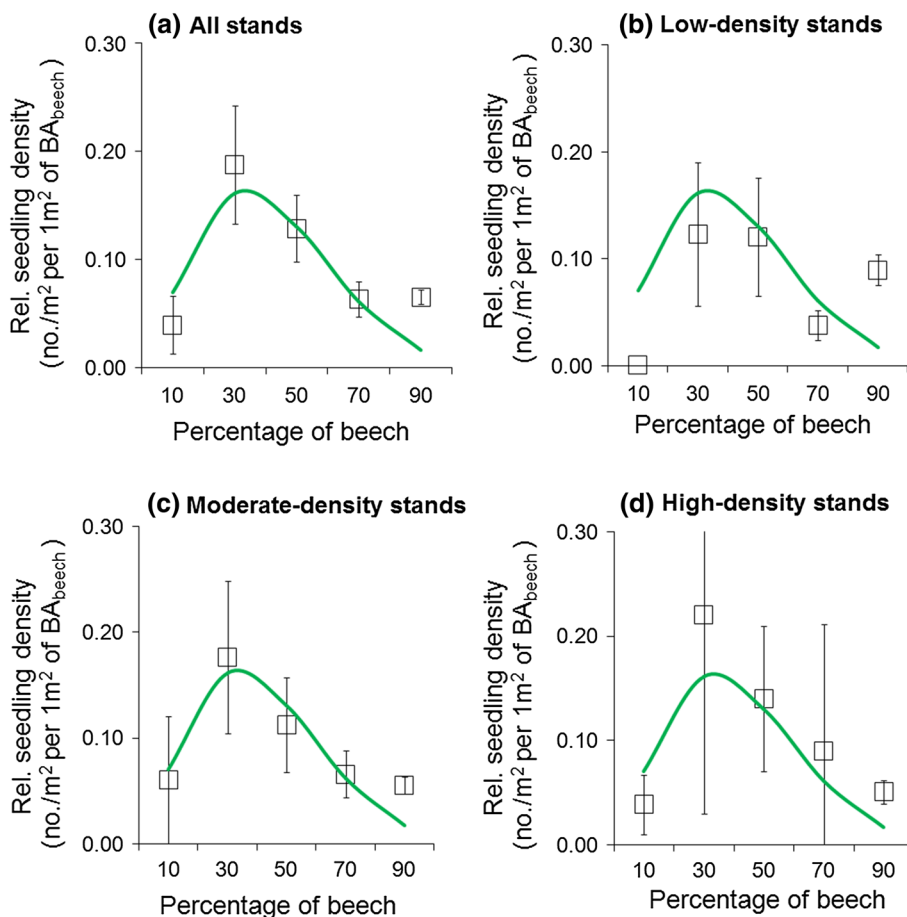 (a) All stands
Rel. seedling density
(no./m² per 1m² of BA_beech)
0.30
0.20
0.10
0.00
10 30 50 70 90
Percentage of beech
(b) Low-density stands
Rel. seedling density
(no./m² per 1m² of BA_beech)
0.30
0.20
0.10
0.00
10 30 50 70 90
Percentage of beech
(c) Moderate-density stands
Rel. seedling density
(no./m² per 1m² of BA_beech)
0.30
0.20
0.10
0.00
10 30 50 70 90
Percentage of beech
(d) High-density stands
Rel. seedling density
(no./m² per 1m² of BA_beech)
0.30
0.20
0.10
0.00
10 30 50 70 90
Percentage of beech